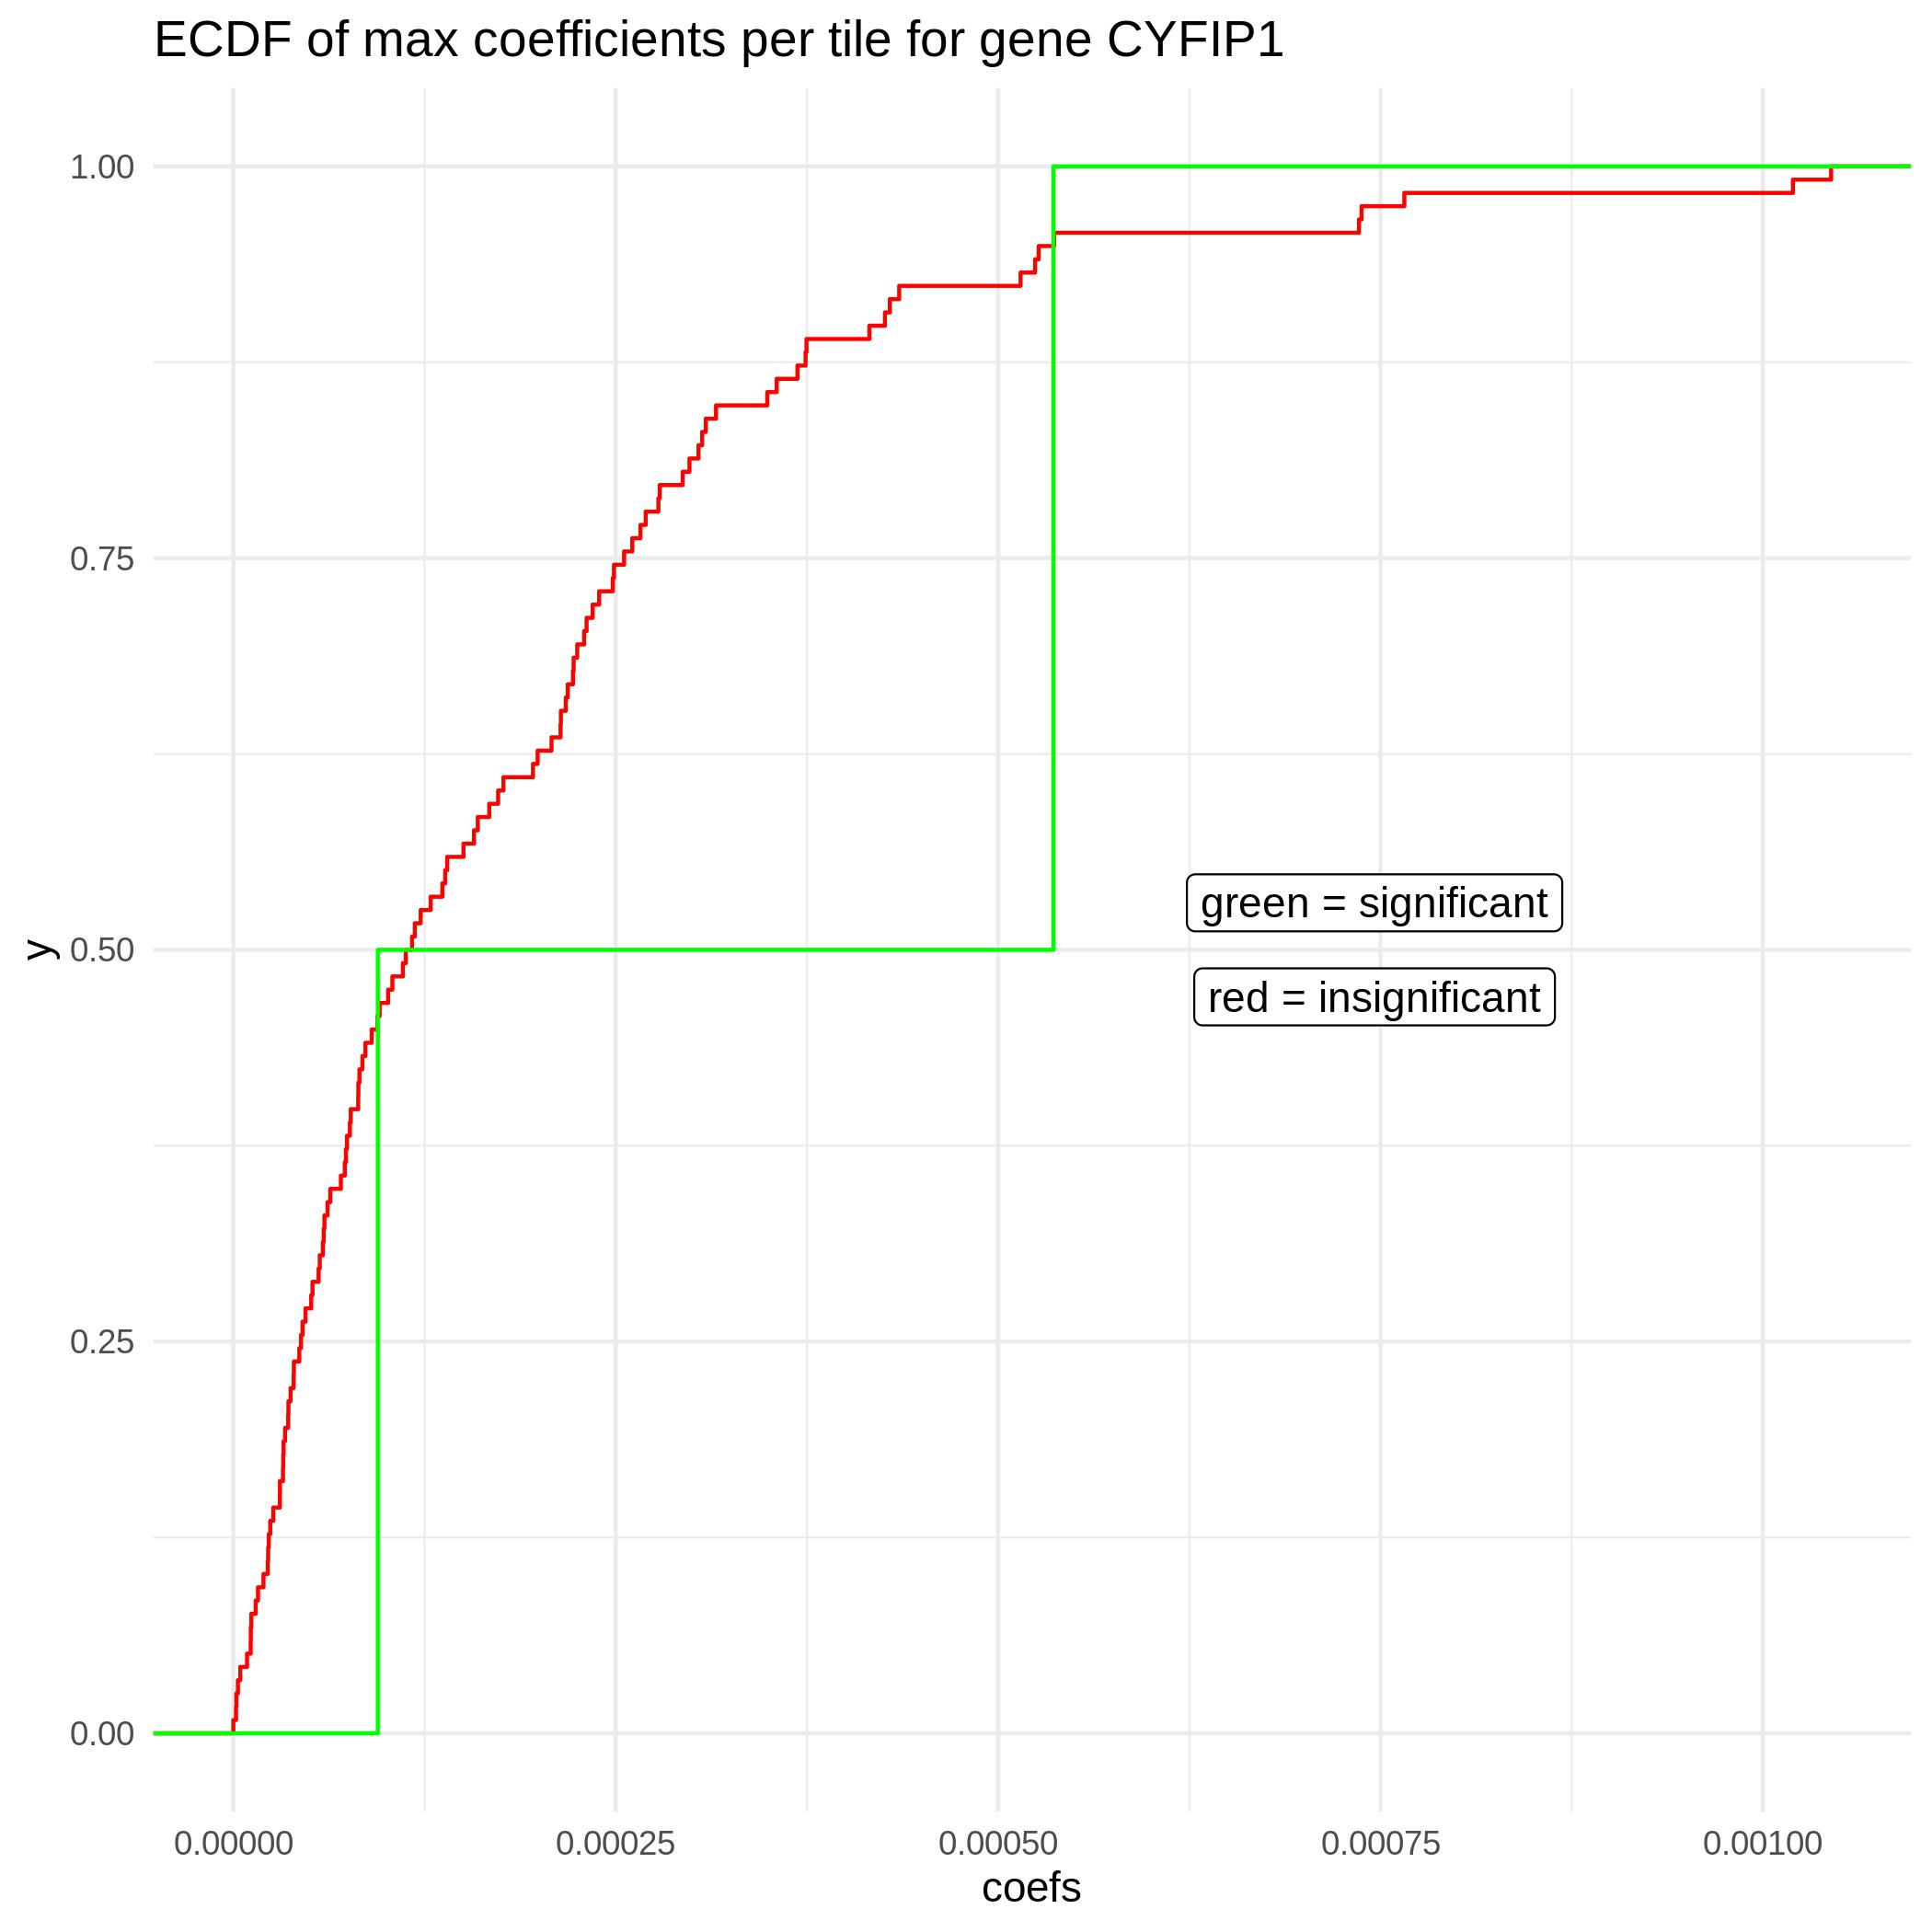 ECDF of max coefficients per tile for gene CYFIP1
1.00
0.75
0.50
0.25
0.00
y
green = significant
red = insignificant
0.00000 0.00025 0.00050 0.00075 0.00100
coefs